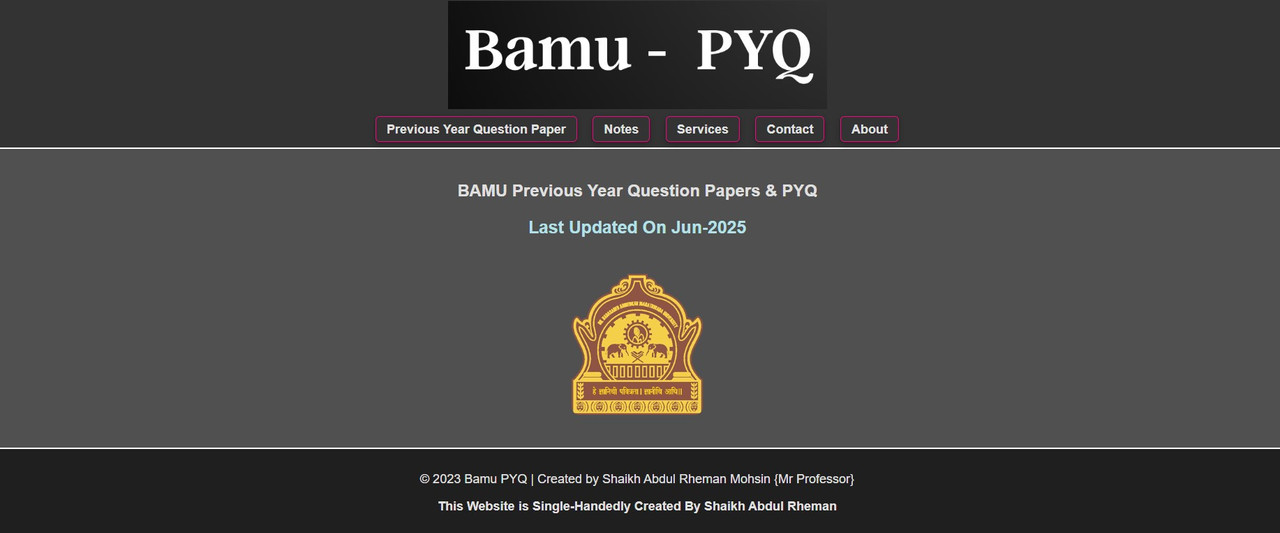 Bamu - PYQ
Previous Year Question Paper
Notes
Services
Contact
About
BAMU Previous Year Question Papers & PYQ
Last Updated On Jun-2025
© 2023 Bamu PYQ | Created by Shaikh Abdul Rheman Mohsin {Mr Professor}
This Website is Single-Handedly Created By Shaikh Abdul Rheman